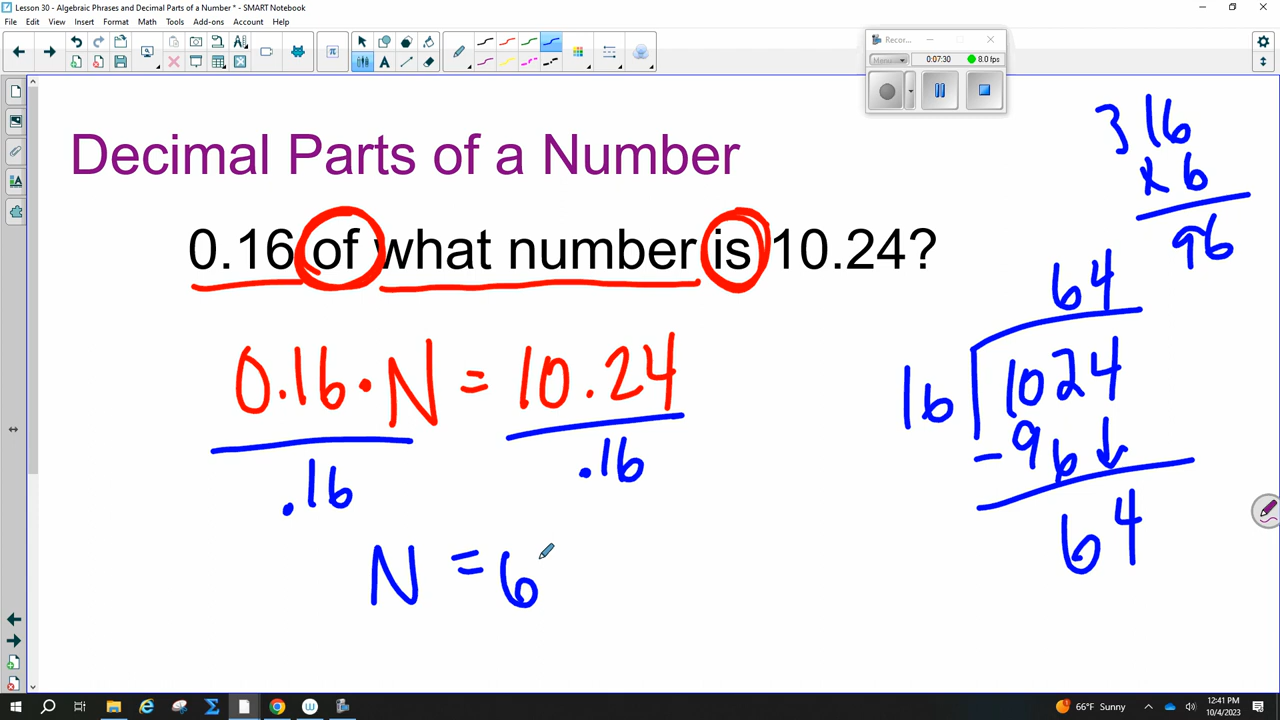 Lesson 30 - Algebraic Phrases and Decimal Parts of a Number * - SMART Notebook
File Edit View Insert Format Math Tools Add-ons Account Help
Recor...
Menu
0:07:30 8.0 fps
Decimal Parts of a Number
0.16 of what number is 10.24?
0.16 · N = 10.24
.16 .16
N = 6
3 16
x 6
96
64
16 1024
- 96
64
66°F Sunny
12:41 PM
10/4/2023